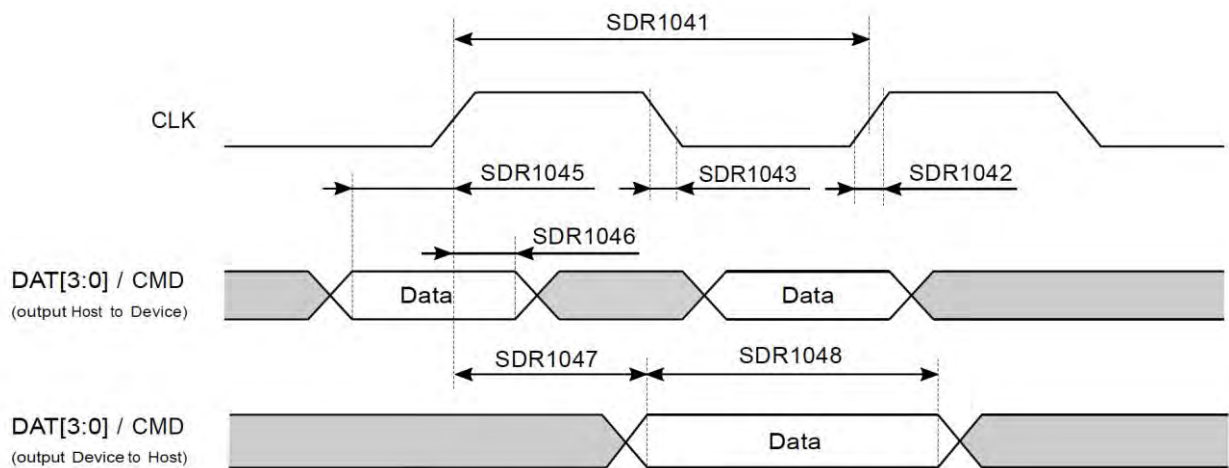 SDR1041
CLK
SDR1045
SDR1043
SDR1042
SDR1046
DAT[3:0] / CMD
(output Host to Device)
Data
Data
SDR1047
SDR1048
DAT[3:0] / CMD
(output Device to Host)
Data